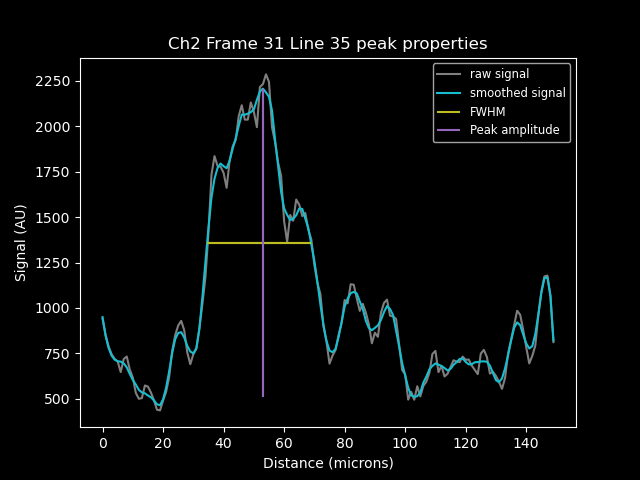 Ch2 Frame 31 Line 35 peak properties
raw signal
smoothed signal
FWHM
Peak amplitude
Signal (AU)
2250
2000
1750
1500
1250
1000
750
500
0 20 40 60 80 100 120 140
Distance (microns)